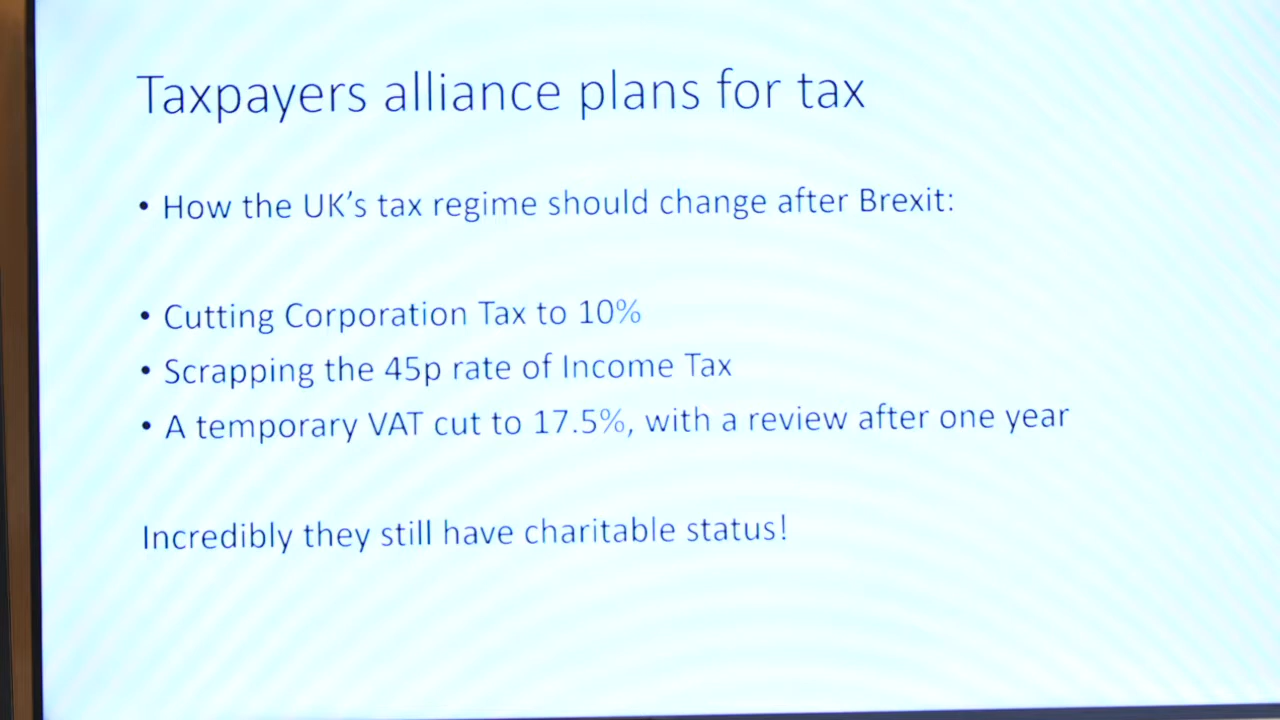 Taxpayers alliance plans for tax
• How the UK’s tax regime should change after Brexit:
• Cutting Corporation Tax to 10%
• Scrapping the 45p rate of Income Tax
• A temporary VAT cut to 17.5%, with a review after one year
Incredibly they still have charitable status!